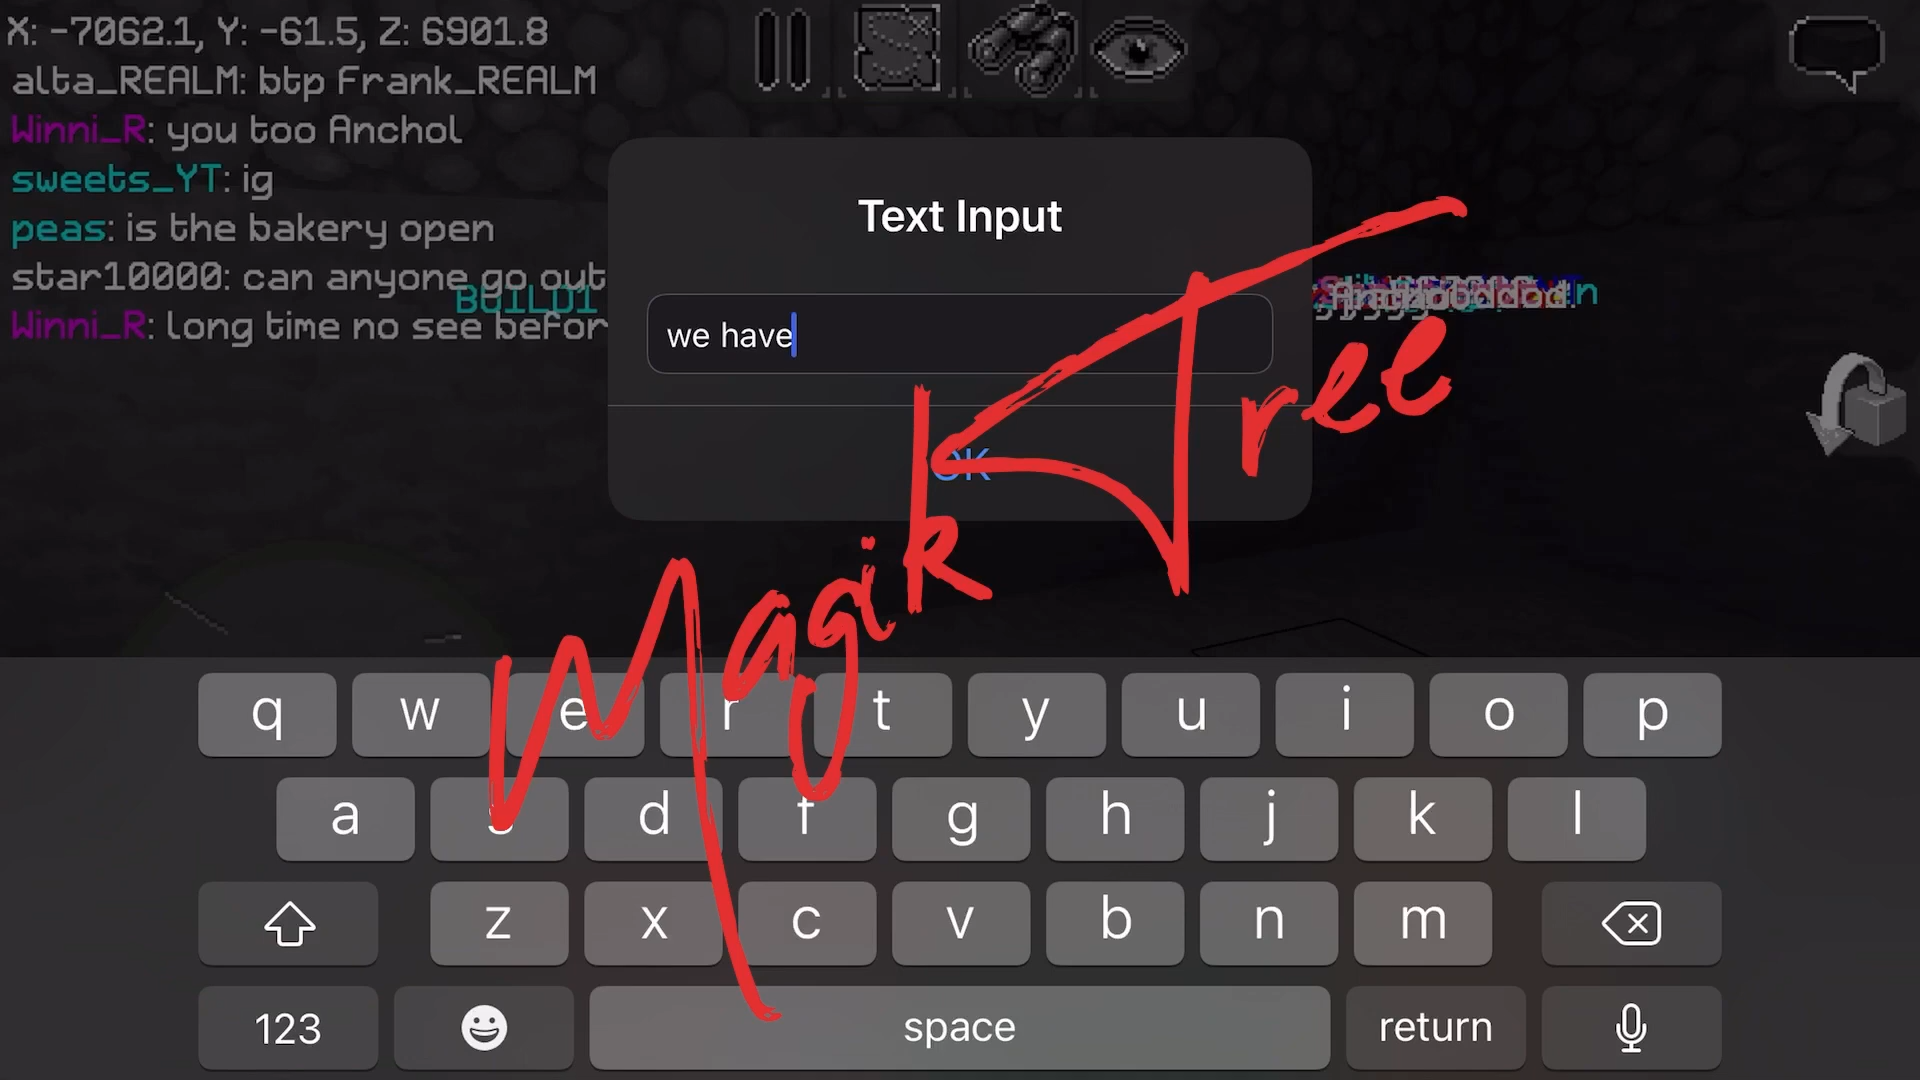 X: -7062.1, Y: -61.5, Z: 6901.8
alta_REALM: btp Frank_REALM
Winni_R: you too Anchol
sweets_YT: ig
peas: is the bakery open
star10000: can anyone go out
BUILD1
Winni_R: long time no see befor
Text Input
we have
OK
Magik Tree
q w e r t y u i o p
a s d f g h j k l
z x c v b n m
123 space return